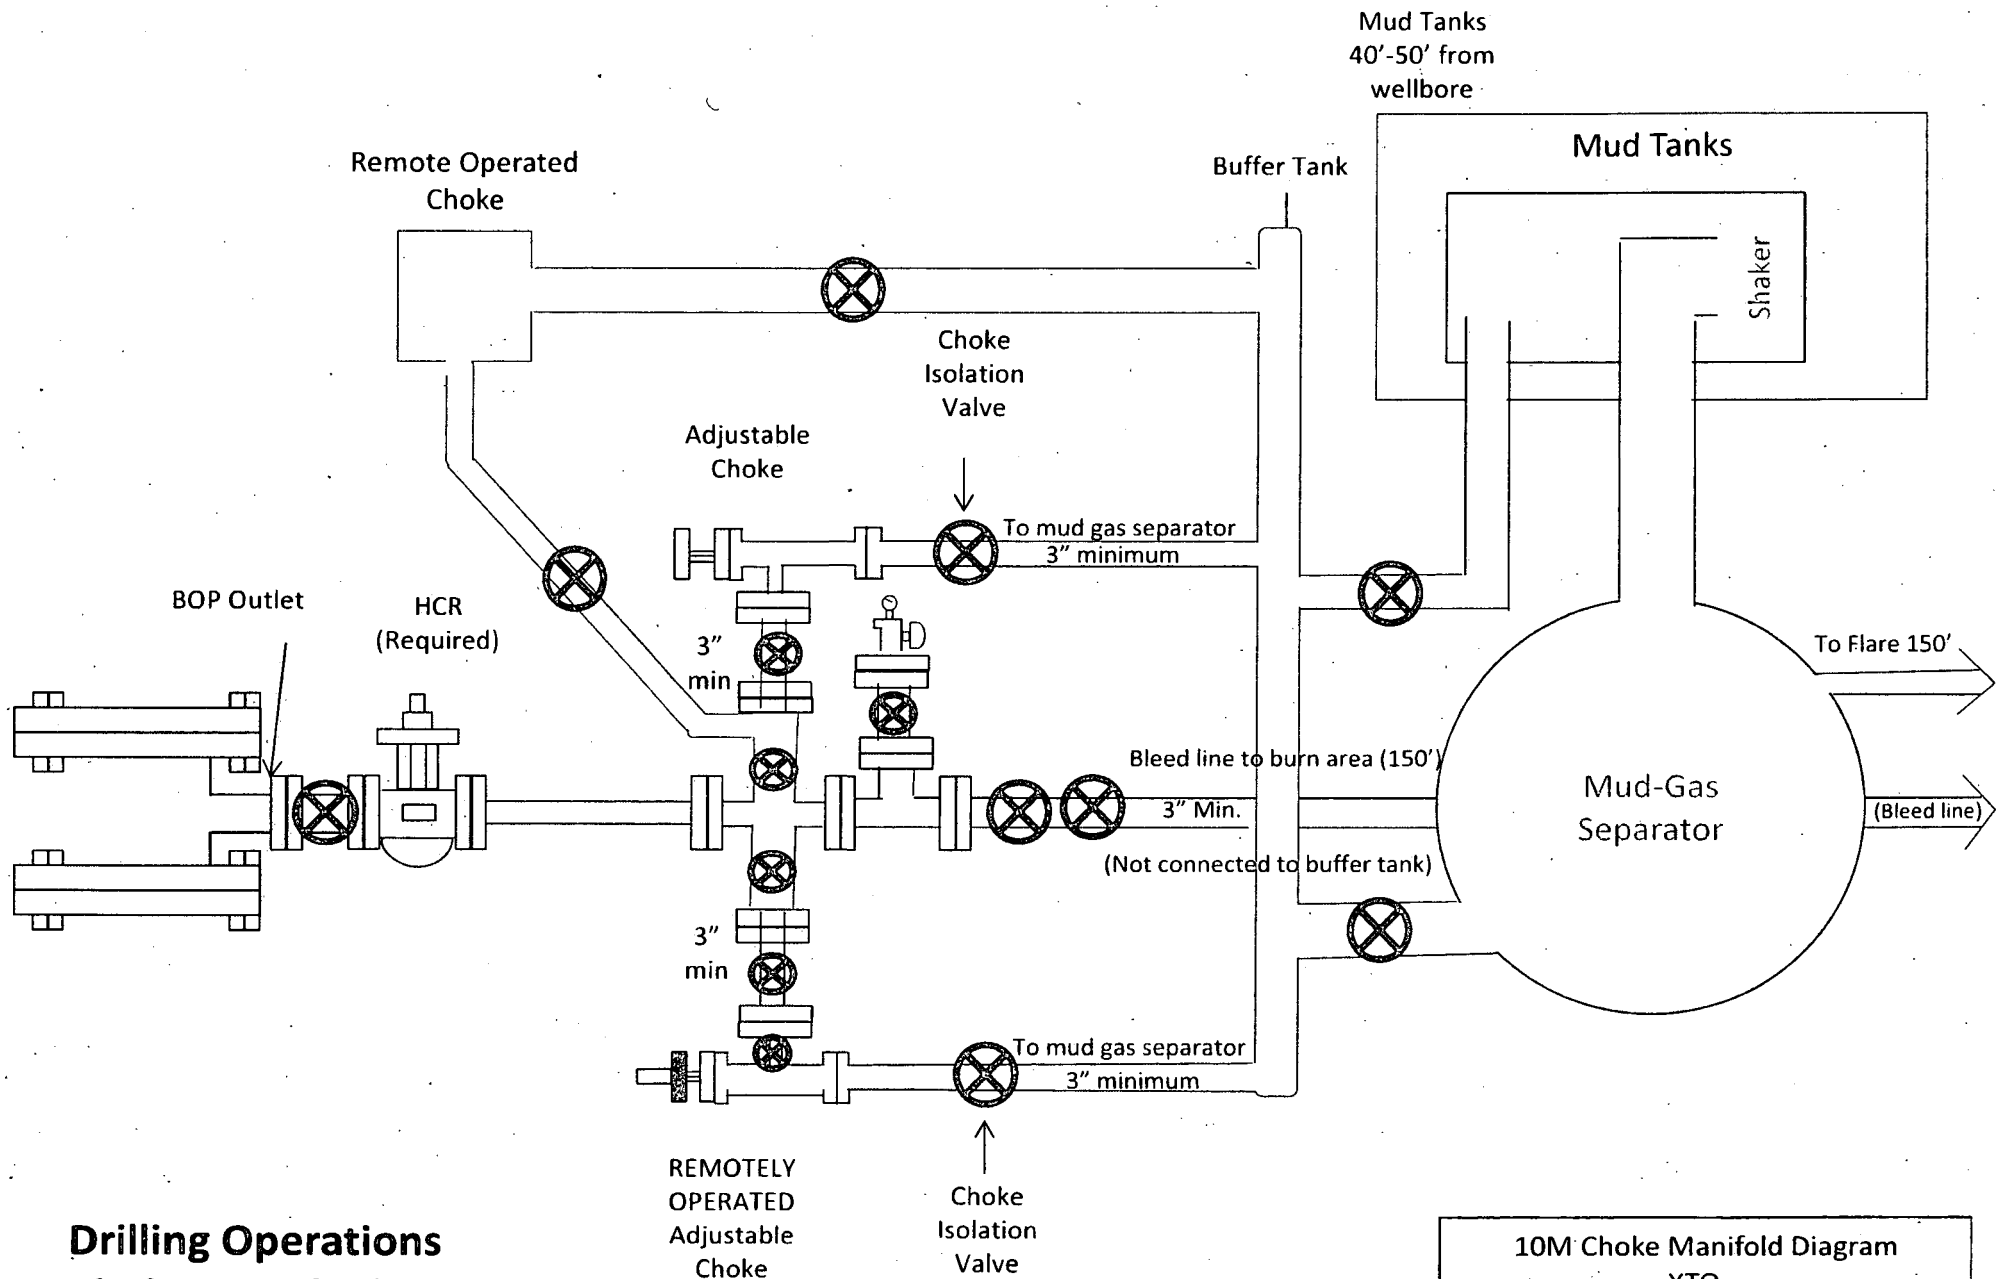 Mud Tanks
40'-50' from
wellbore
Mud Tanks
Remote Operated
Choke
Buffer Tank
Shaker
Choke
Isolation
Valve
Adjustable
Choke
To mud gas separator
3” minimum
BOP Outlet
HCR
(Required)
3”
min
To Flare 150'
Bleed line to burn area (150')
3” Min.
Mud-Gas
Separator
(Bleed line)
(Not connected to buffer tank)
3”
min
To mud gas separator
3” minimum
REMOTELY
OPERATED
Adjustable
Choke
Choke
Isolation
Valve
Drilling Operations
10M Choke Manifold Diagram
XTO